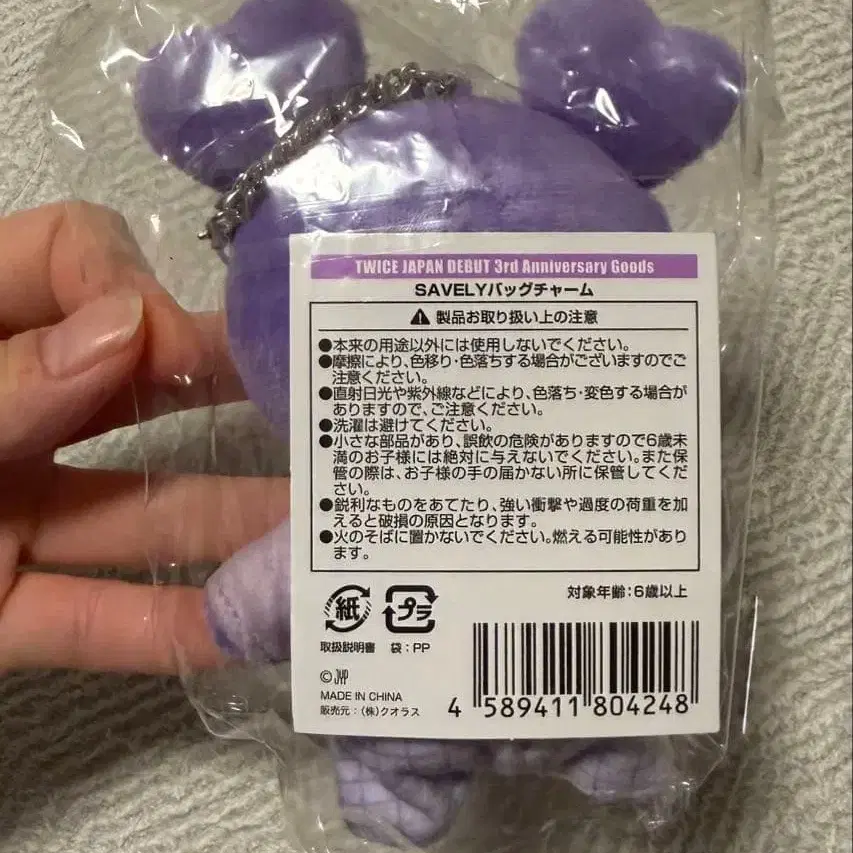 TWICE JAPAN DEBUT 3rd Anniversary Goods
SAVELYバッグチャーム
製品お取り扱い上の注意
●本来の用途以外には使用しないでください。
●摩擦により、色移り・色落ちする場合がございますのでご
注意ください。
●直射日光や紫外線などにより、色落ち・変色する場合が
ありますので、ご注意ください。
●洗濯は避けてください。
●小さな部品があり、誤飲の危険がありますので6歳未
満のお子様には絶対に与えないでください。また保
管の際は、お子様の手の届かない所に保管してくだ
さい。
●鋭利なものをあてたり、強い衝撃や過度の荷重を加
えると破損の原因となります。
●火のそばに置かないでください。燃える可能性があり
ます。
対象年齢:6歳以上
紙 プラ
取扱説明書 袋:PP
©JYP
MADE IN CHINA
販売元:(株)クオラス
4 589411 804248